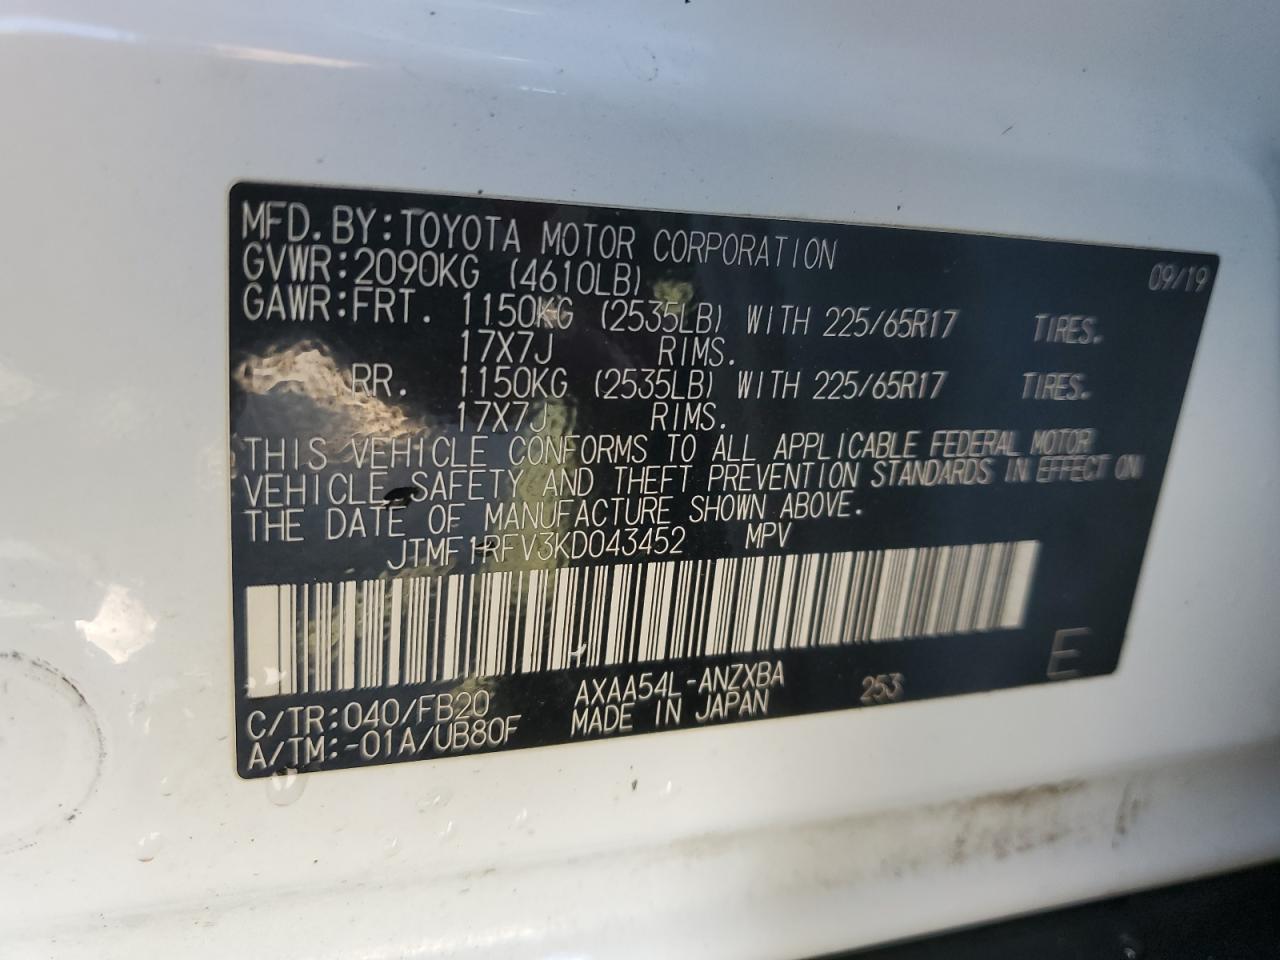 MFD.BY:TOYOTA MOTOR CORPORATION 09/19
GVWR:2090KG (4610LB)
GAWR:FRT. 1150KG (2535LB) WITH 225/65R17 TIRES.
17X7J RIMS.
RR. 1150KG (2535LB) WITH 225/65R17 TIRES.
17X7J RIMS.
THIS VEHICLE CONFORMS TO ALL APPLICABLE FEDERAL MOTOR
VEHICLE SAFETY AND THEFT PREVENTION STANDARDS IN EFFECT ON
THE DATE OF MANUFACTURE SHOWN ABOVE.
JTMF1RFV3KD043452 MPV
E
C/TR:040/FB20 AXAA54L-ANZXBA 253
A/TM:-01A/UB80F MADE IN JAPAN